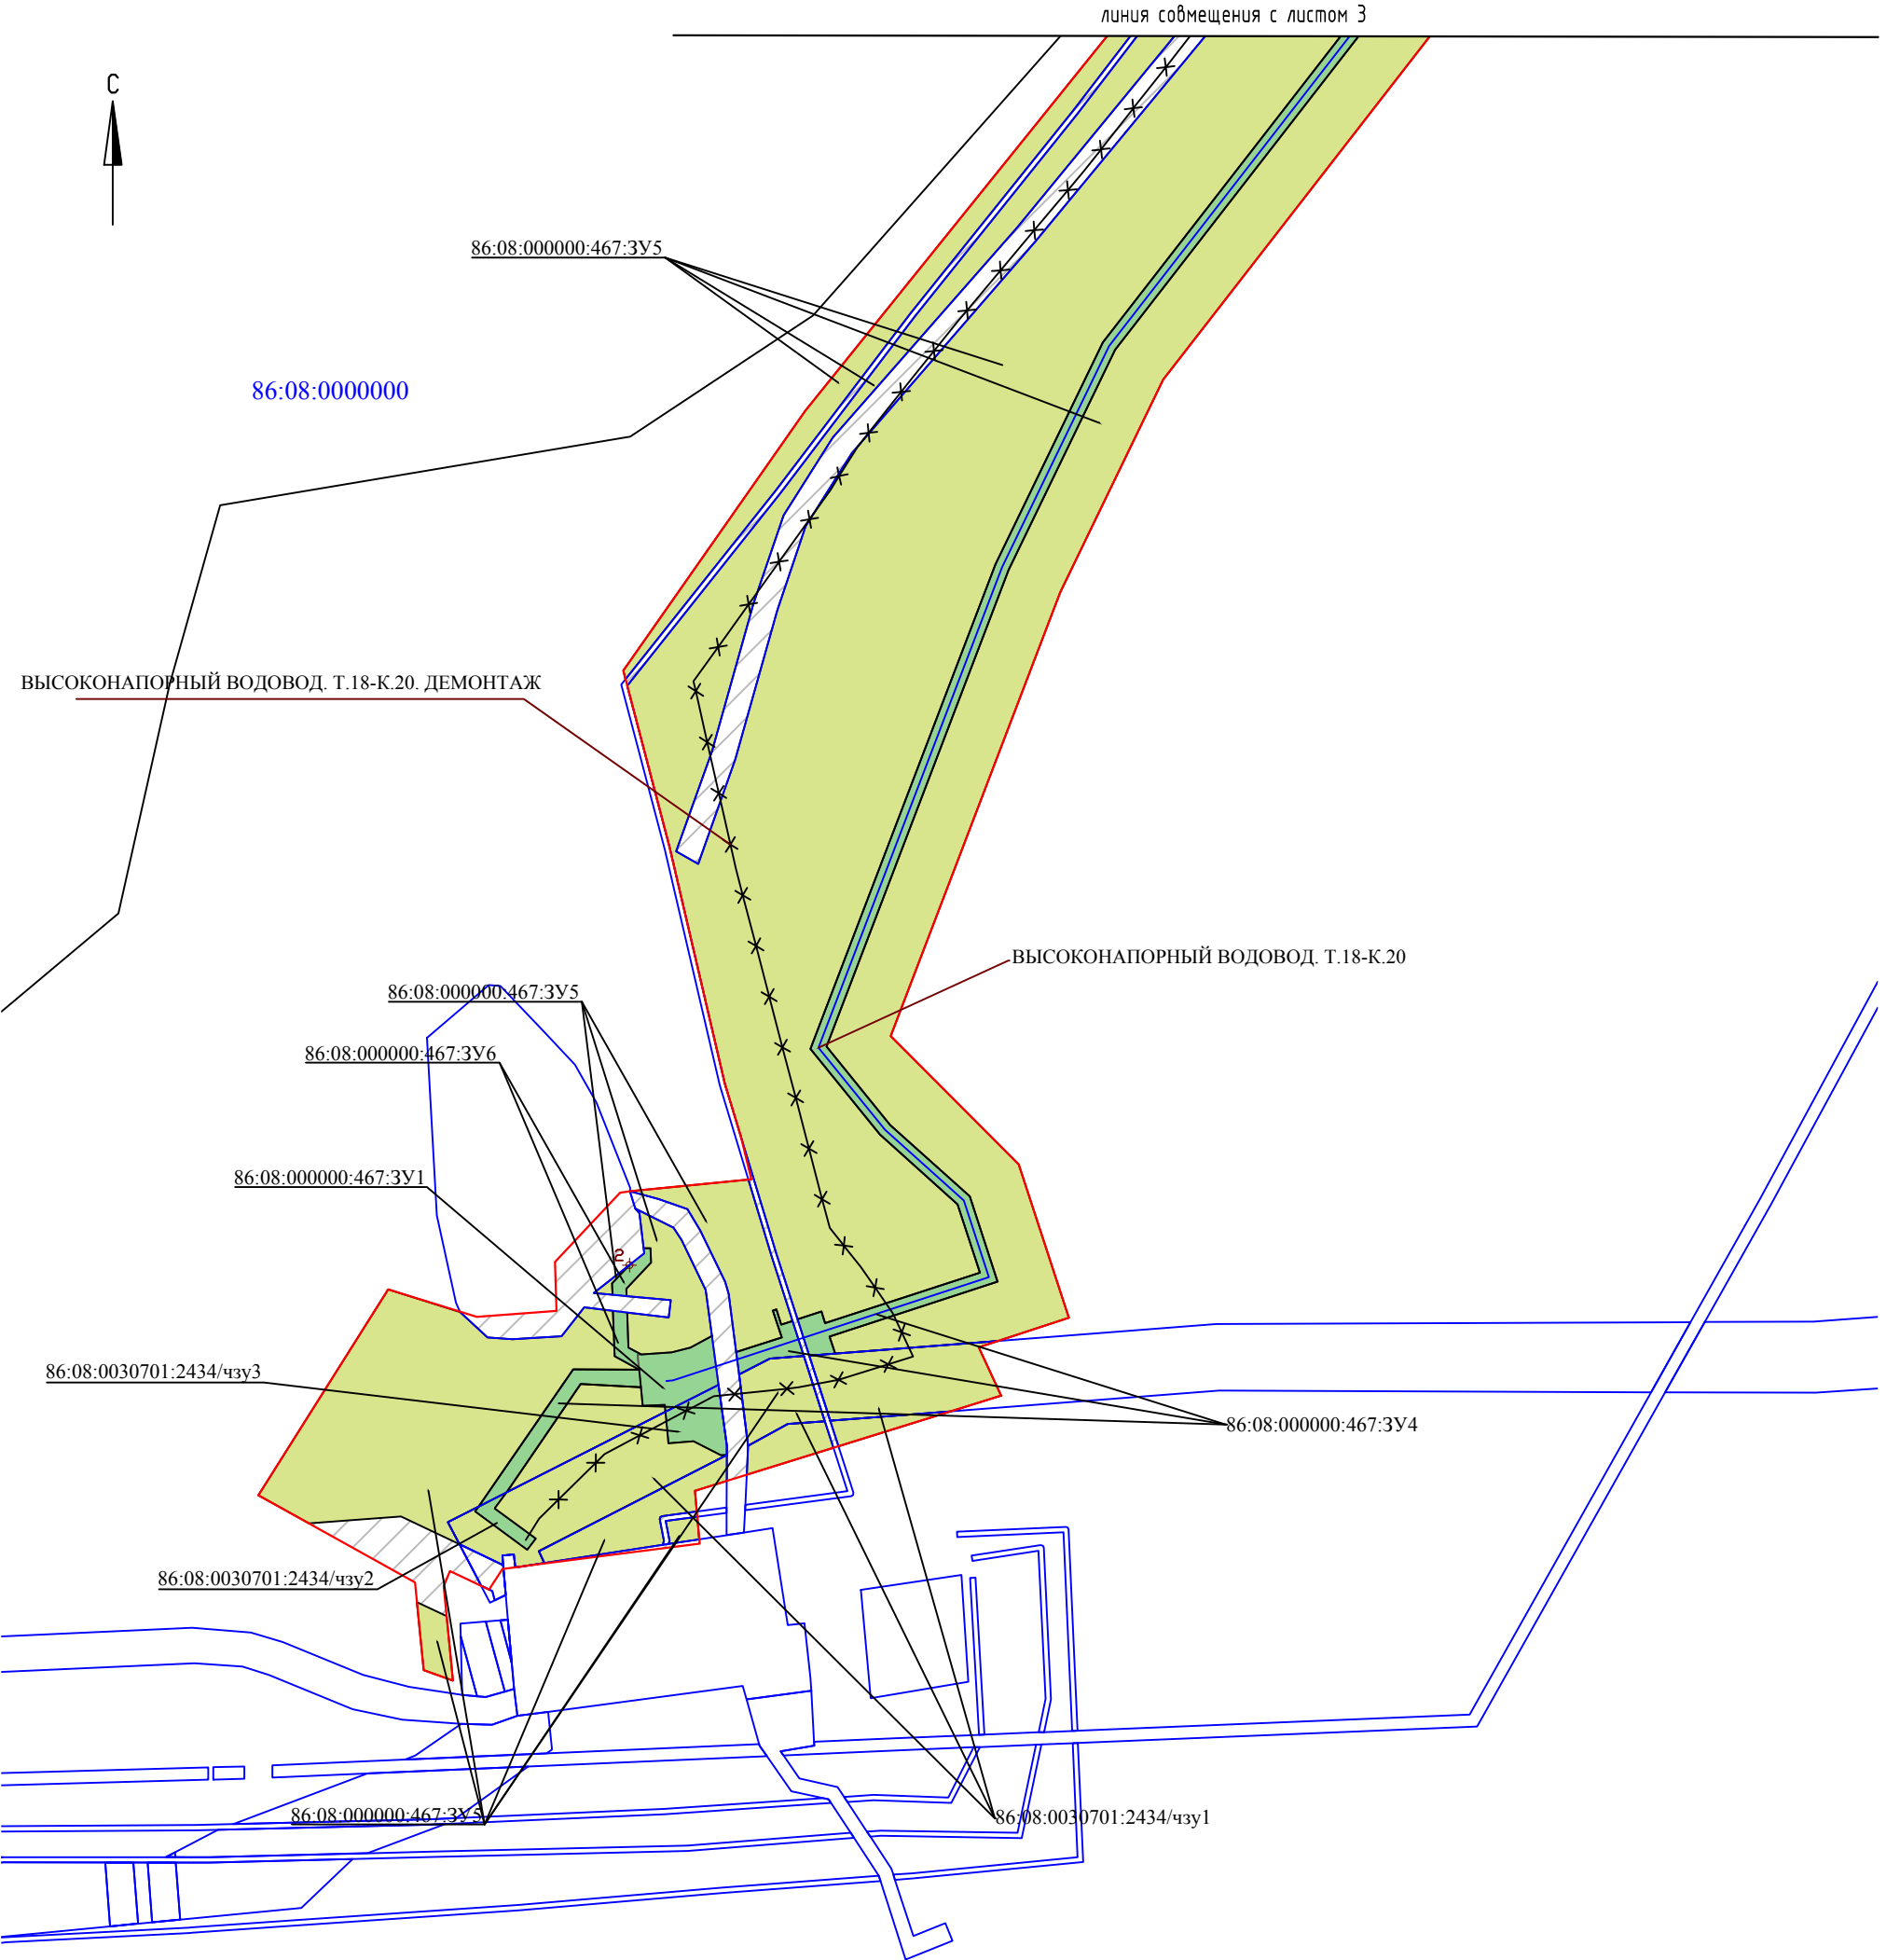 линия совмещения с листом 3
С
86:08:000000:467:ЗУ5
86:08:0000000
ВЫСОКОНАПОРНЫЙ ВОДОВОД. Т.18-К.20. ДЕМОНТАЖ
ВЫСОКОНАПОРНЫЙ ВОДОВОД. Т.18-К.20
86:08:000000:467:ЗУ5
86:08:000000:467:ЗУ6
86:08:000000:467:ЗУ1
2
86:08:0030701:2434/чзу3
86:08:000000:467:ЗУ4
86:08:0030701:2434/чзу2
86:08:000000:467:ЗУ5
86:08:0030701:2434/чзу1